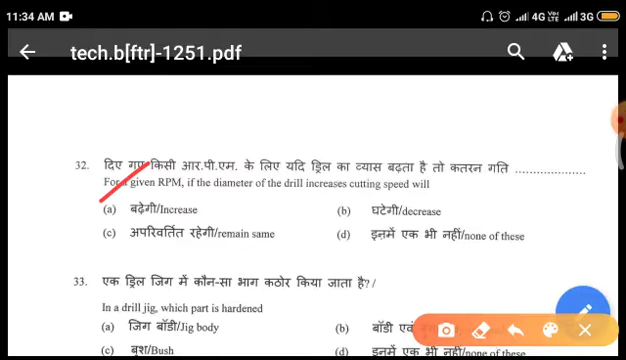 11:34 AM 4G VoLTE 3G
tech.b[ftr]-1251.pdf
32. दिए गए किसी आर.पी.एम. के लिए यदि ड्रिल का व्यास बढ़ता है तो कतरन गति ....................
For a given RPM, if the diameter of the drill increases cutting speed will
(a) बढ़ेगी/Increase (b) घटेगी/decrease
(c) अपरिवर्तित रहेगी/remain same (d) इनमें एक भी नहीं/none of these
33. एक ड्रिल जिग में कौन-सा भाग कठोर किया जाता है?/
In a drill jig, which part is hardened
(a) जिग बॉडी/Jig body (b) बॉडी एवं
(c) बुश/Bush (d) इनमें एक भी नहीं/none of these